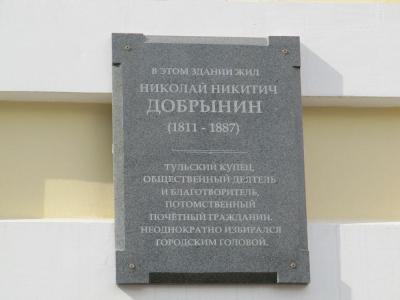 В ЭТОМ ЗДАНИИ ЖИЛ
НИКОЛАЙ НИКИТИЧ
ДОБРЫНИН
(1811 - 1887)
ТУЛЬСКИЙ КУПЕЦ,
ОБЩЕСТВЕННЫЙ ДЕЯТЕЛЬ
И БЛАГОТВОРИТЕЛЬ,
ПОТОМСТВЕННЫЙ
ПОЧЁТНЫЙ ГРАЖДАНИН.
НЕОДНОКРАТНО ИЗБИРАЛСЯ
ГОРОДСКИМ ГОЛОВОЙ.